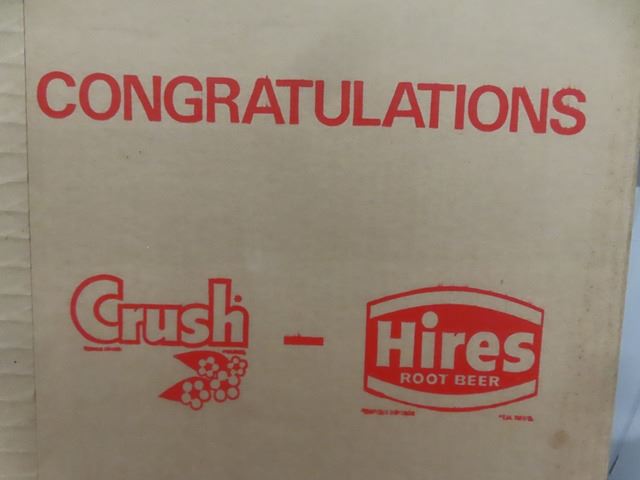 CONGRATULATIONS
Crush - Hires
ROOT BEER